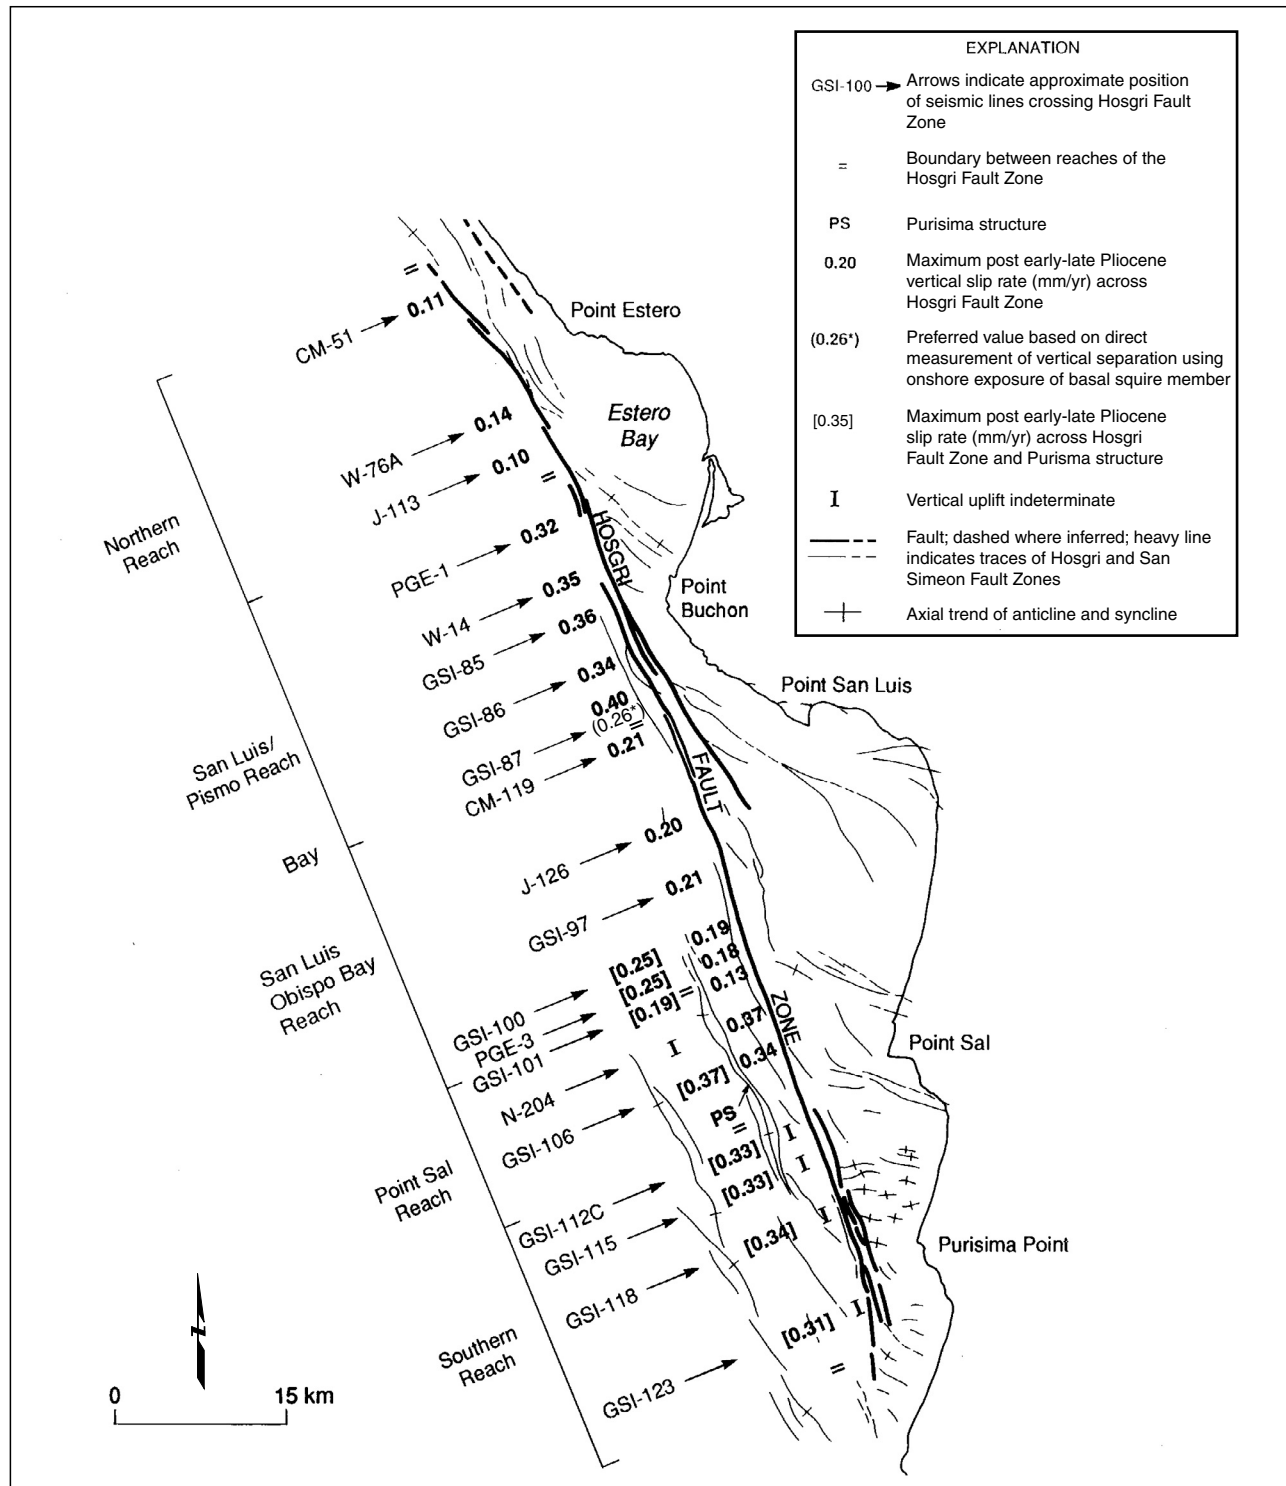 EXPLANATION
GSI-100
Arrows indicate approximate position
of seismic lines crossing Hosgri Fault
Zone
=
Boundary between reaches of the
Hosgri Fault Zone
PS
Purisima structure
0.20
Maximum post early-late Pliocene
vertical slip rate (mm/yr) across
Hosgri Fault Zone
(0.26*)
Preferred value based on direct
measurement of vertical separation using
onshore exposure of basal squire member
[0.35]
Maximum post early-late Pliocene
slip rate (mm/yr) across Hosgri
Fault Zone and Purisma structure
I
Vertical uplift indeterminate
Fault; dashed where inferred; heavy line
indicates traces of Hosgri and San
Simeon Fault Zones
Axial trend of anticline and syncline
Point Estero
Estero
Bay
Point
Buchon
Point San Luis
Point Sal
Purisima Point
HOSGRI
FAULT
ZONE
=
CM-51 0.11
W-76A 0.14
J-113 0.10
=
PGE-1 0.32
W-14 0.35
GSI-85 0.36
GSI-86 0.34
GSI-87 0.40
(0.26*)
=
CM-119 0.21
J-126 0.20
GSI-97 0.21
GSI-100 [0.25] 0.19
PGE-3 [0.25] 0.18
GSI-101 [0.19] = 0.13
N-204 I 0.37
GSI-106 [0.37] 0.34
PS
=
GSI-112C [0.33] I
GSI-115 [0.33] I
GSI-118 [0.34] I
GSI-123 [0.31] I
=
Northern
Reach
San Luis/
Pismo Reach
Bay
San Luis
Obispo Bay
Reach
Point Sal
Reach
Southern
Reach
z
0 15 km